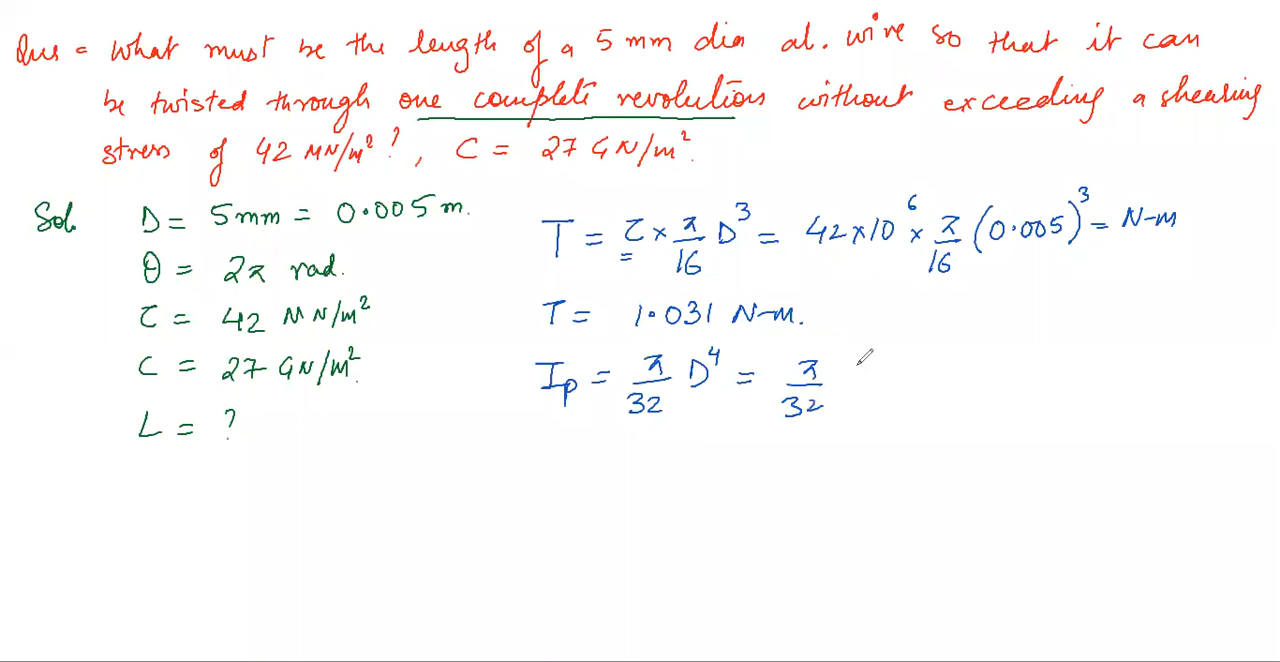 Ques = What must be the length of a 5 mm dia al. wire so that it can
be twisted through one complete revolutions without exceeding a shearing
stress of 42 MN/m²?, C = 27 GN/m².
Sol. D = 5mm = 0.005 m.
θ = 2π rad.
τ = 42 MN/m²
C = 27 GN/m².
L = ?
T = τ × π/16 D³ = 42×10⁶ × π/16 (0.005)³ = N-m
T = 1.031 N-m.
Ip = π/32 D⁴ = π/32